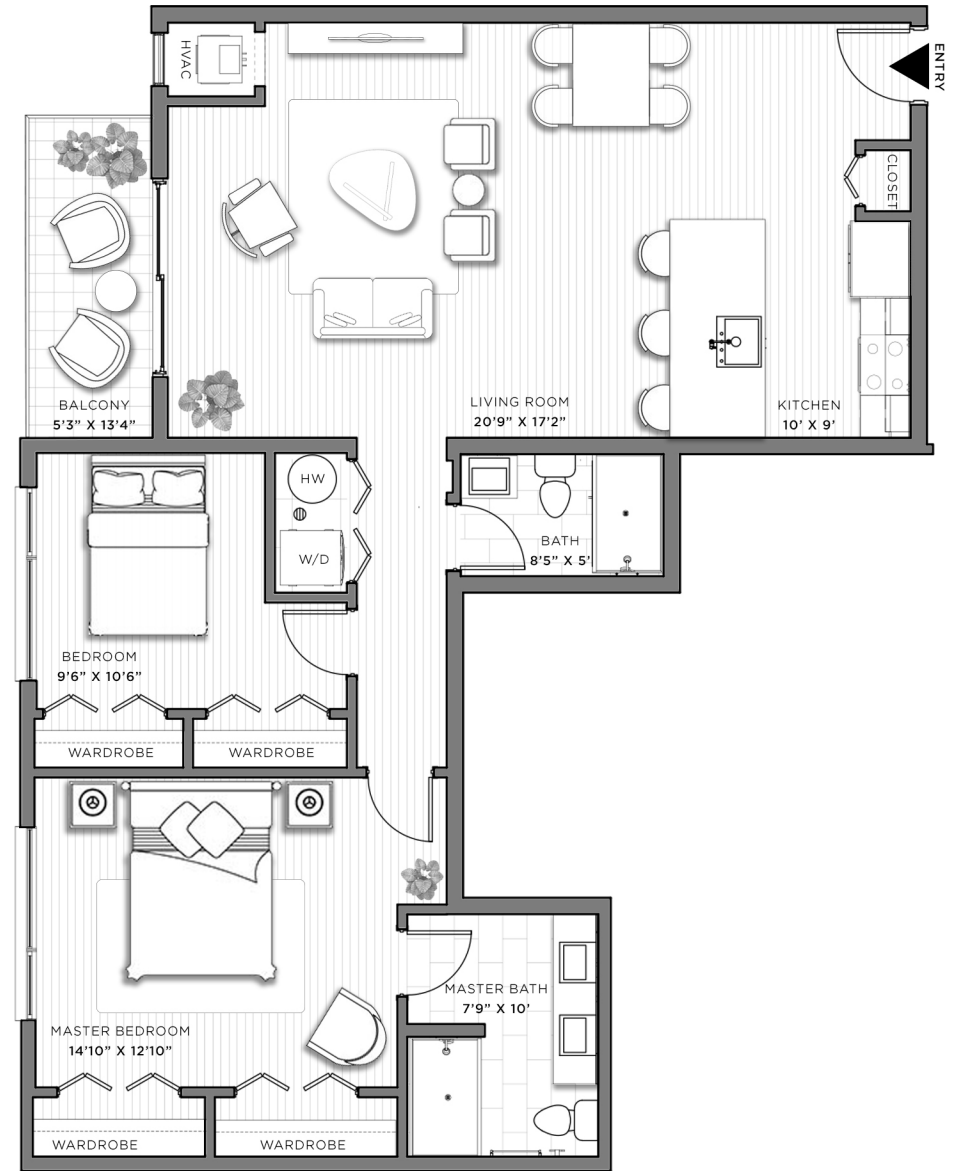 HVAC
ENTRY
CLOSET
BALCONY
5'3” X 13'4”
LIVING ROOM
20'9” X 17'2”
KITCHEN
10' X 9'
HW
W/D
BATH
8'5” X 5'
BEDROOM
9'6” X 10'6”
WARDROBE
WARDROBE
MASTER BATH
7'9” X 10'
MASTER BEDROOM
14'10” X 12'10”
WARDROBE
WARDROBE